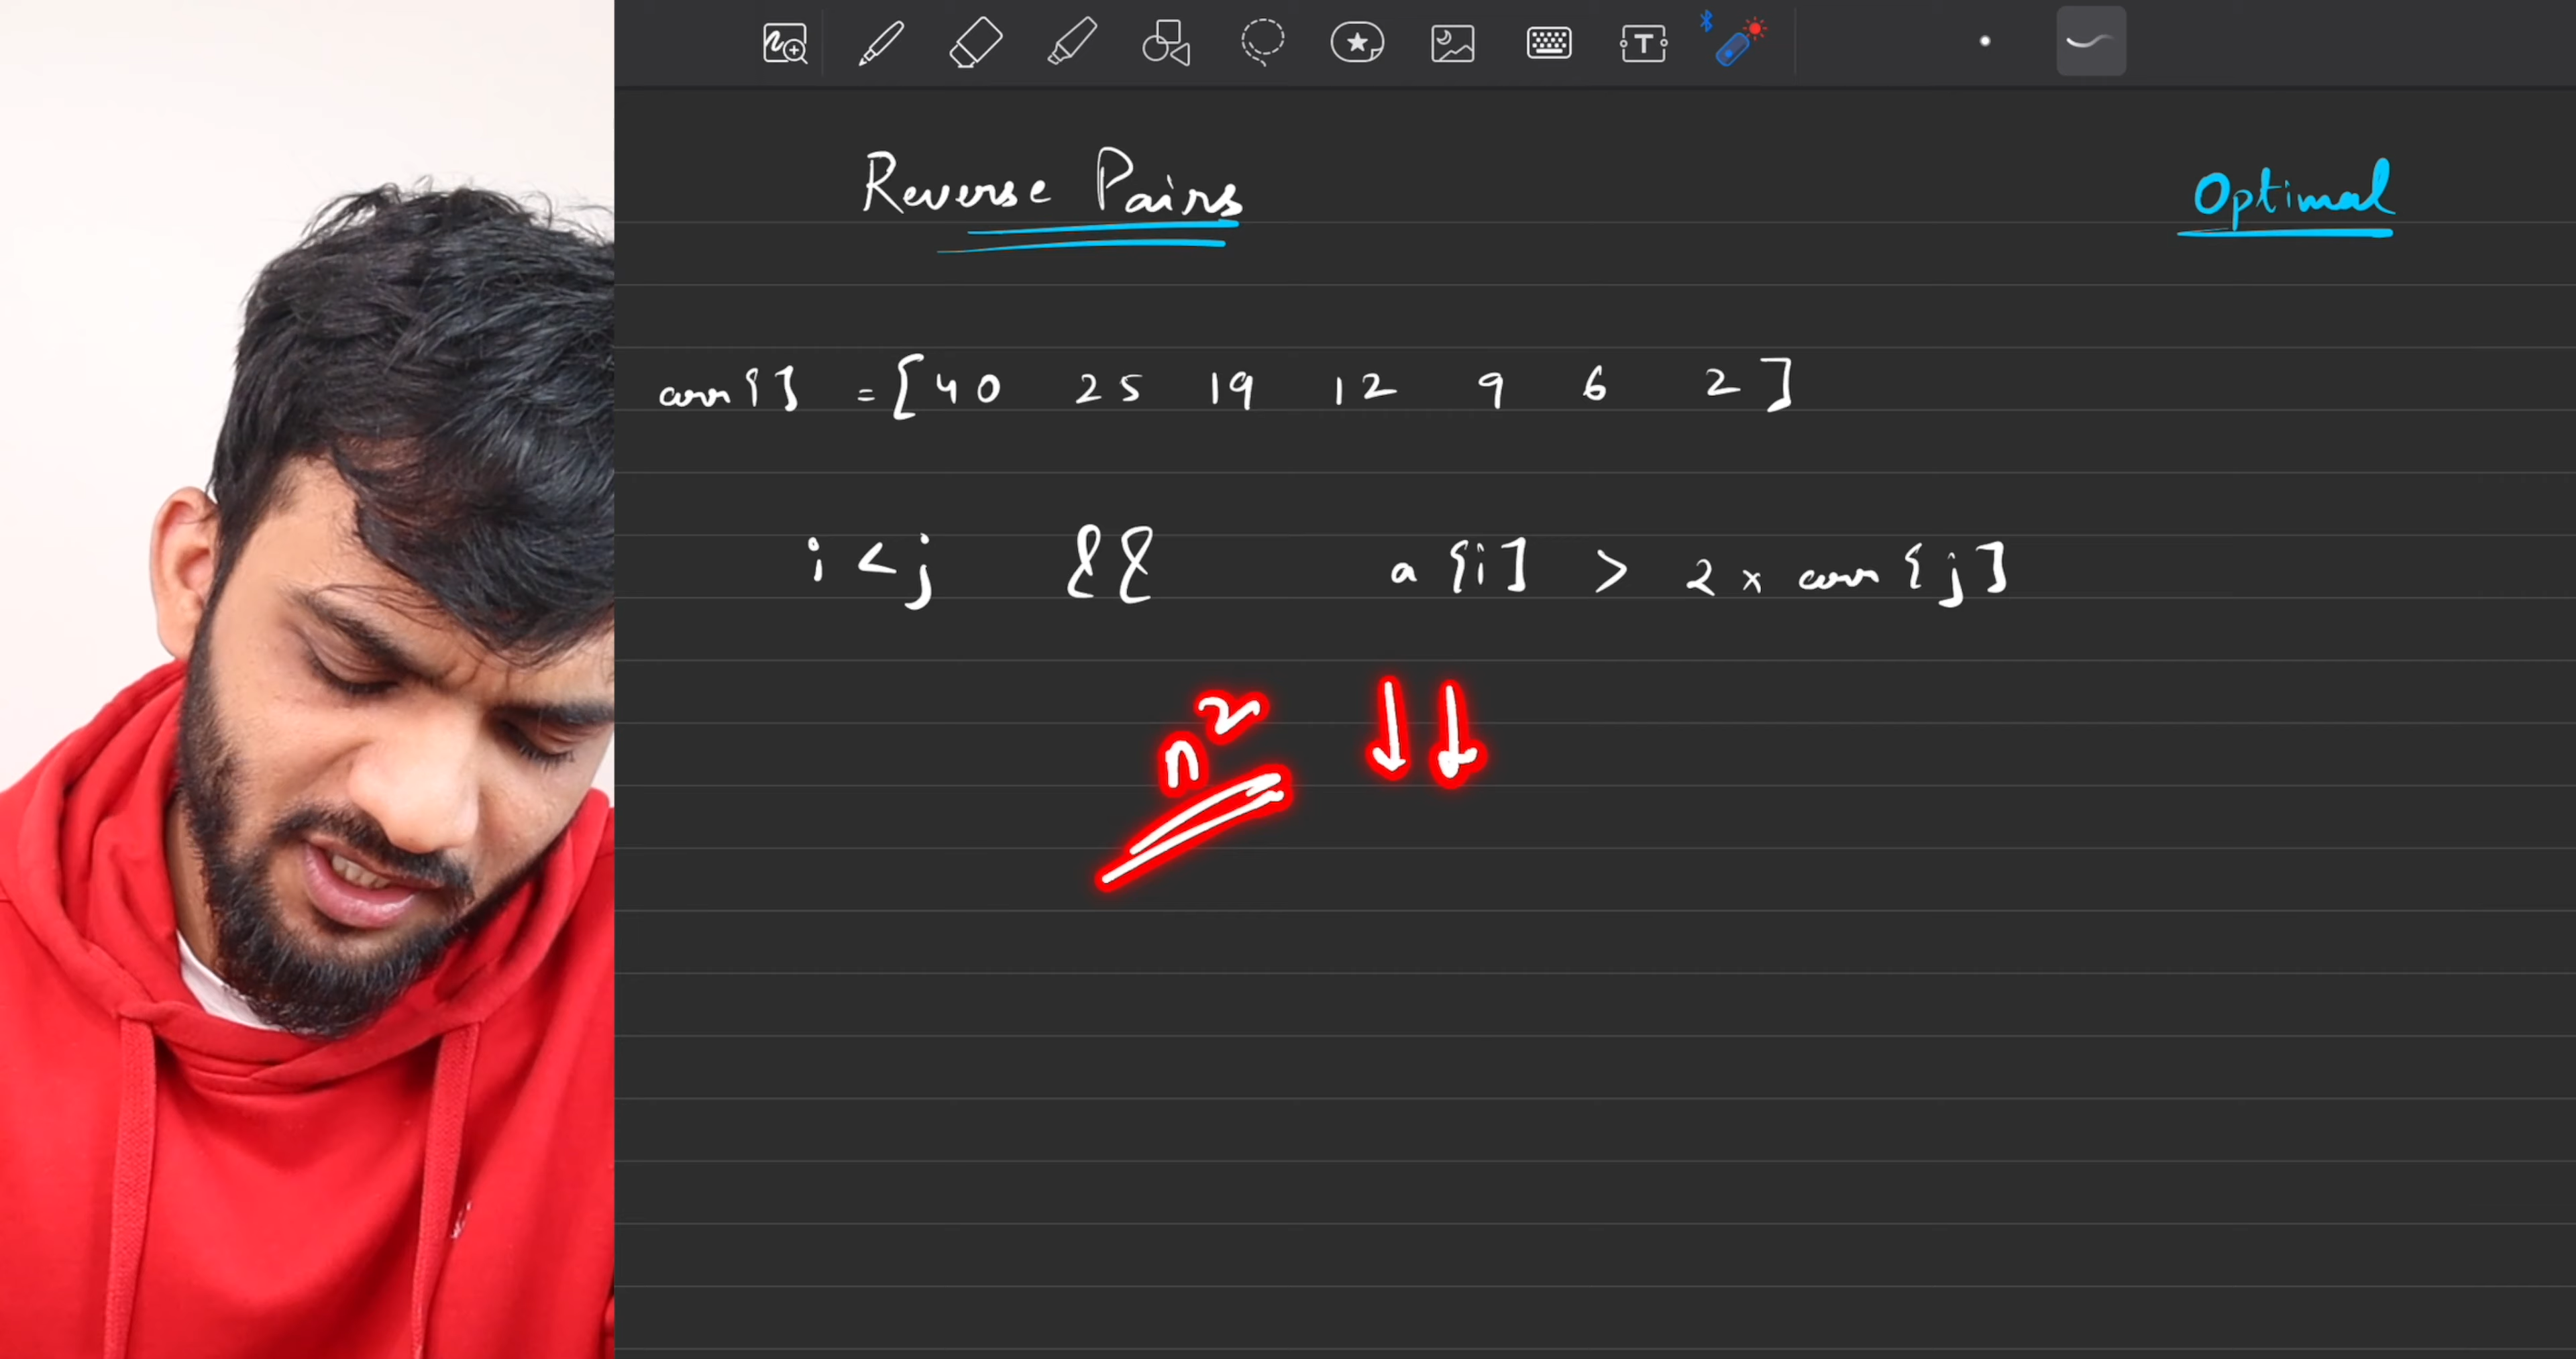 Reverse Pairs
Optimal
arr[] = [40 25 19 12 9 6 2]
i < j && a[i] > 2 x arr[j]
n²